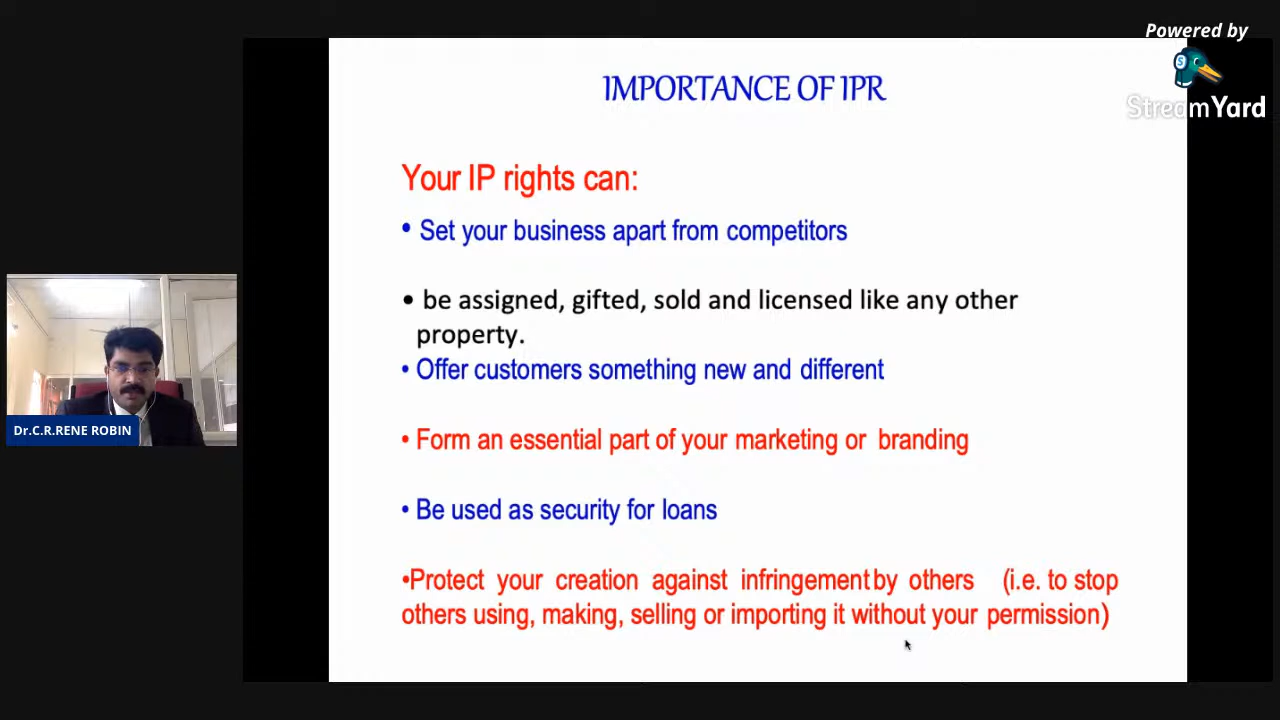 Powered by
StreamYard
IMPORTANCE OF IPR
Your IP rights can:
• Set your business apart from competitors
• be assigned, gifted, sold and licensed like any other
property.
• Offer customers something new and different
• Form an essential part of your marketing or branding
• Be used as security for loans
•Protect your creation against infringement by others (i.e. to stop
others using, making, selling or importing it without your permission)
Dr.C.R.RENE ROBIN